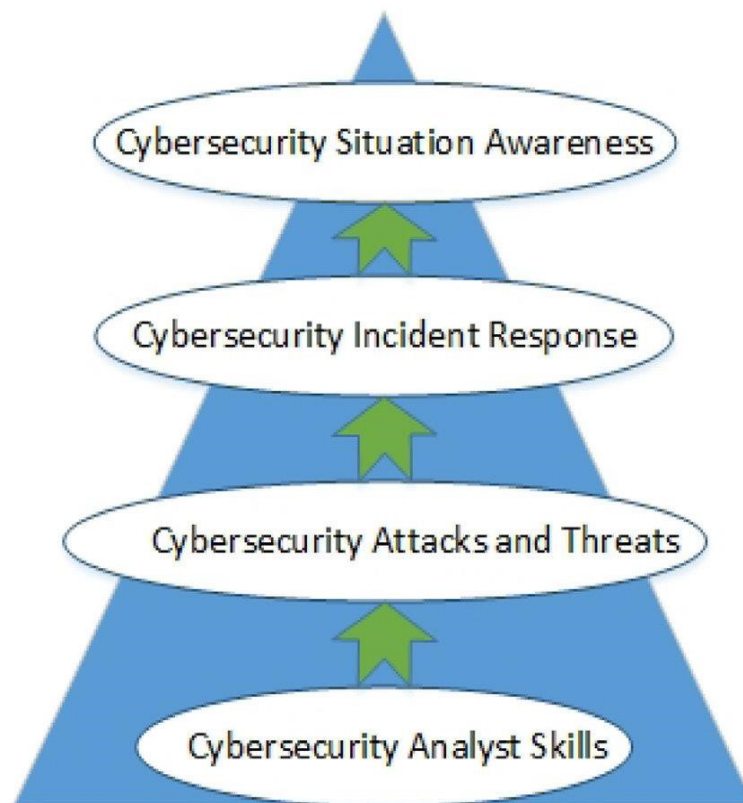 Cybersecurity Situation Awareness
Cybersecurity Incident Response
Cybersecurity Attacks and Threats
Cybersecurity Analyst Skills